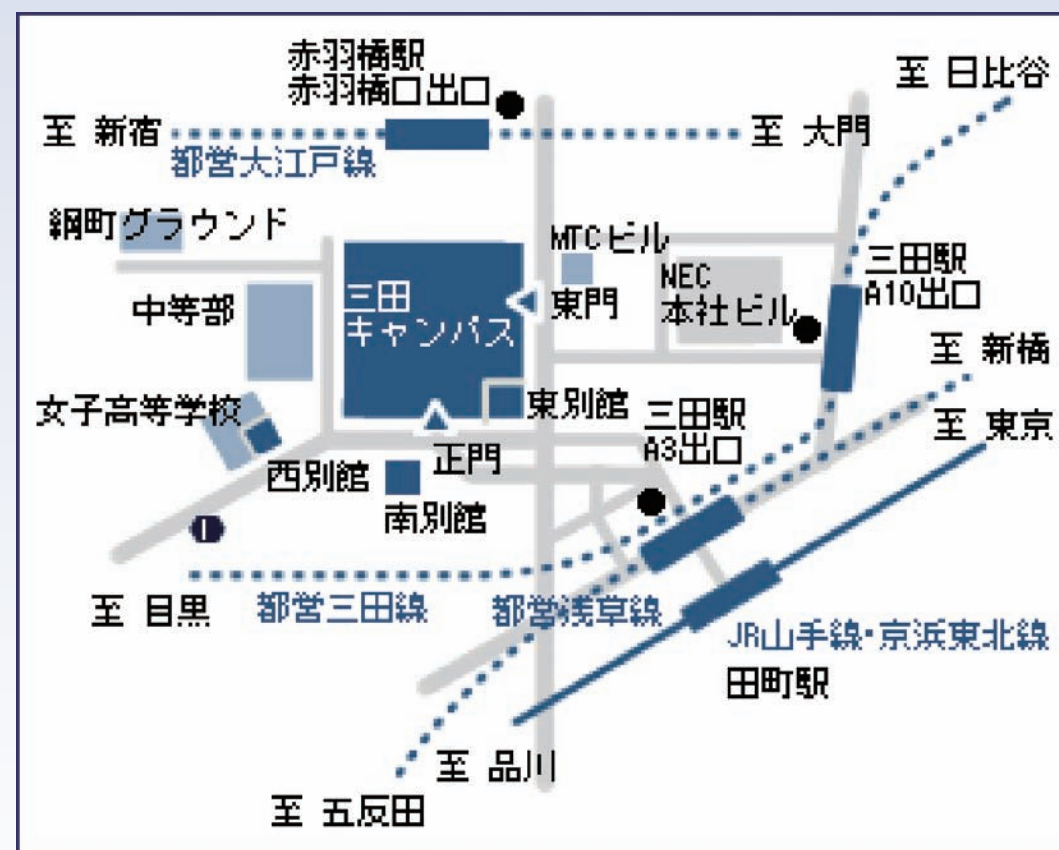 赤羽橋駅
赤羽橋口出口
至 日比谷
至 新宿
至 大門
都営大江戸線
綱町グラウンド
MTCビル
三田駅
A10出口
NEC
本社ビル
中等部
三田
キャンパス
東門
至 新橋
女子高等学校
東別館
三田駅
A3出口
至 東京
西別館
正門
南別館
至 目黒
都営三田線
都営浅草線
JR山手線・京浜東北線
田町駅
至 品川
至 五反田